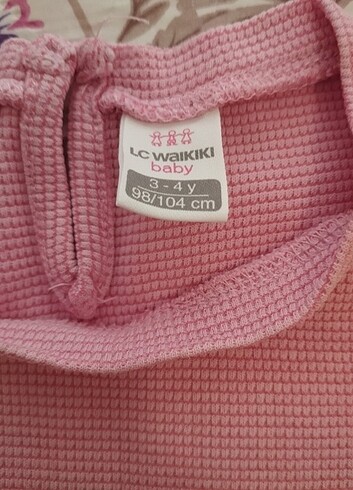 LC WAIKIKI
baby
3 - 4 y
98/104 cm